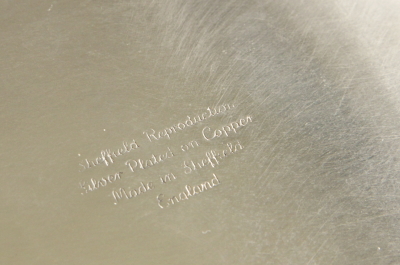 Sheffield Reproduction
Silver Plated on Copper
Made in Sheffield
England